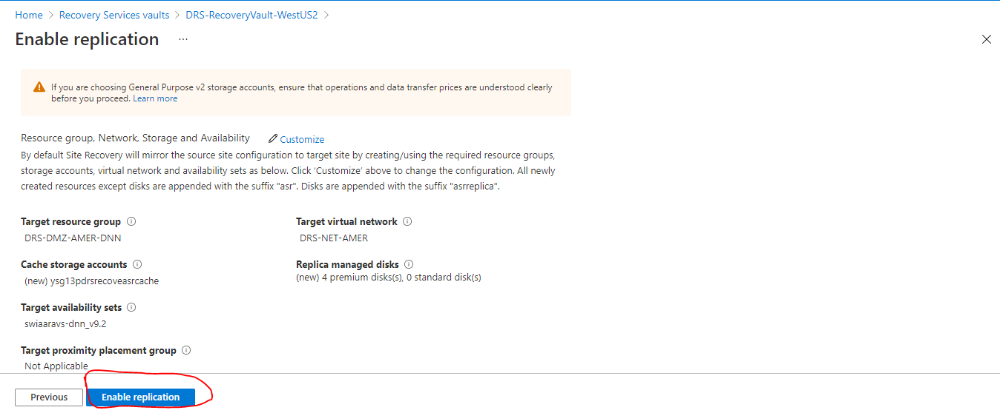 Home > Recovery Services vaults > DRS-RecoveryVault-WestUS2 >
Enable replication ...
If you are choosing General Purpose v2 storage accounts, ensure that operations and data transfer prices are understood clearly
before you proceed. Learn more
Resource group, Network, Storage and Availability Customize
By default Site Recovery will mirror the source site configuration to target site by creating/using the required resource groups,
storage accounts, virtual network and availability sets as below. Click 'Customize' above to change the configuration. All newly
created resources except disks are appended with the suffix "asr". Disks are appended with the suffix "asrreplica".
Target resource group
DRS-DMZ-AMER-DNN
Target virtual network
DRS-NET-AMER
Cache storage accounts
(new) ysg13pdrsrecoveasrcache
Replica managed disks
(new) 4 premium disks(s), 0 standard disk(s)
Target availability sets
swiaaravs-dnn_v9.2
Target proximity placement group
Not Applicable
Previous
Enable replication